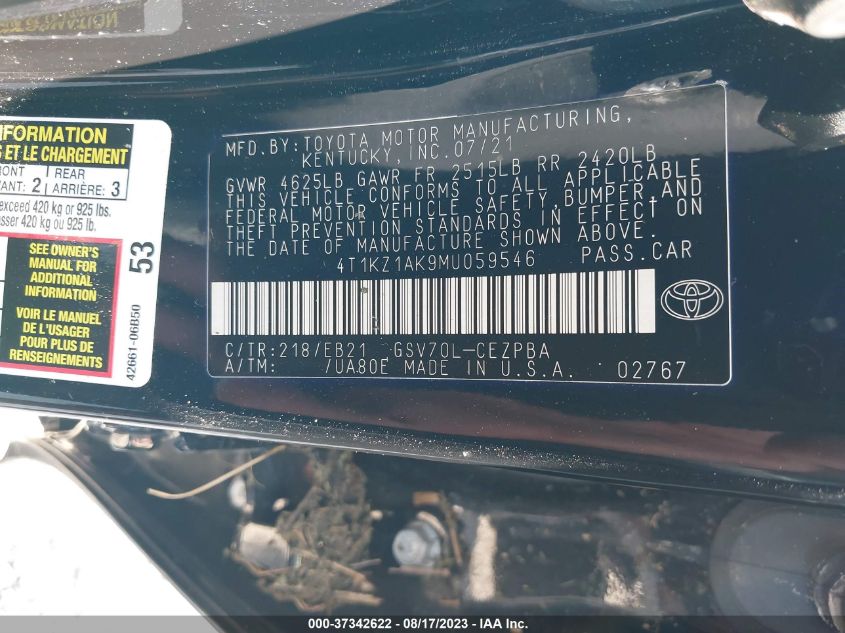 INFORMATION
S ET LE CHARGEMENT
RONT 2 REAR 3
VANT: ARRIÈRE:
exceed 420 kg or 925 lbs.
sser 420 kg ou 925 lb.
SEE OWNER'S
MANUAL FOR
ADDITIONAL
INFORMATION
VOIR LE MANUEL
DE L'USAGER
POUR PLUS DE
RENSEIGNEMENTS
53
42661-06B50
MFD.BY: TOYOTA MOTOR MANUFACTURING,
KENTUCKY, INC. 07/21
GVWR 4625LB GAWR FR 2515LB RR 2420LB
THIS VEHICLE CONFORMS TO ALL APPLICABLE
FEDERAL MOTOR VEHICLE SAFETY, BUMPER, AND
THEFT PREVENTION STANDARDS IN EFFECT ON
THE DATE OF MANUFACTURE SHOWN ABOVE.
4T1KZ1AK9MU059546 PASS.CAR
C/TR:218/EB21 GSV70L-CEZPBA
A/TM: /UA80E MADE IN U.S.A. 02767
000-37342622 - 08/17/2023 - IAA Inc.